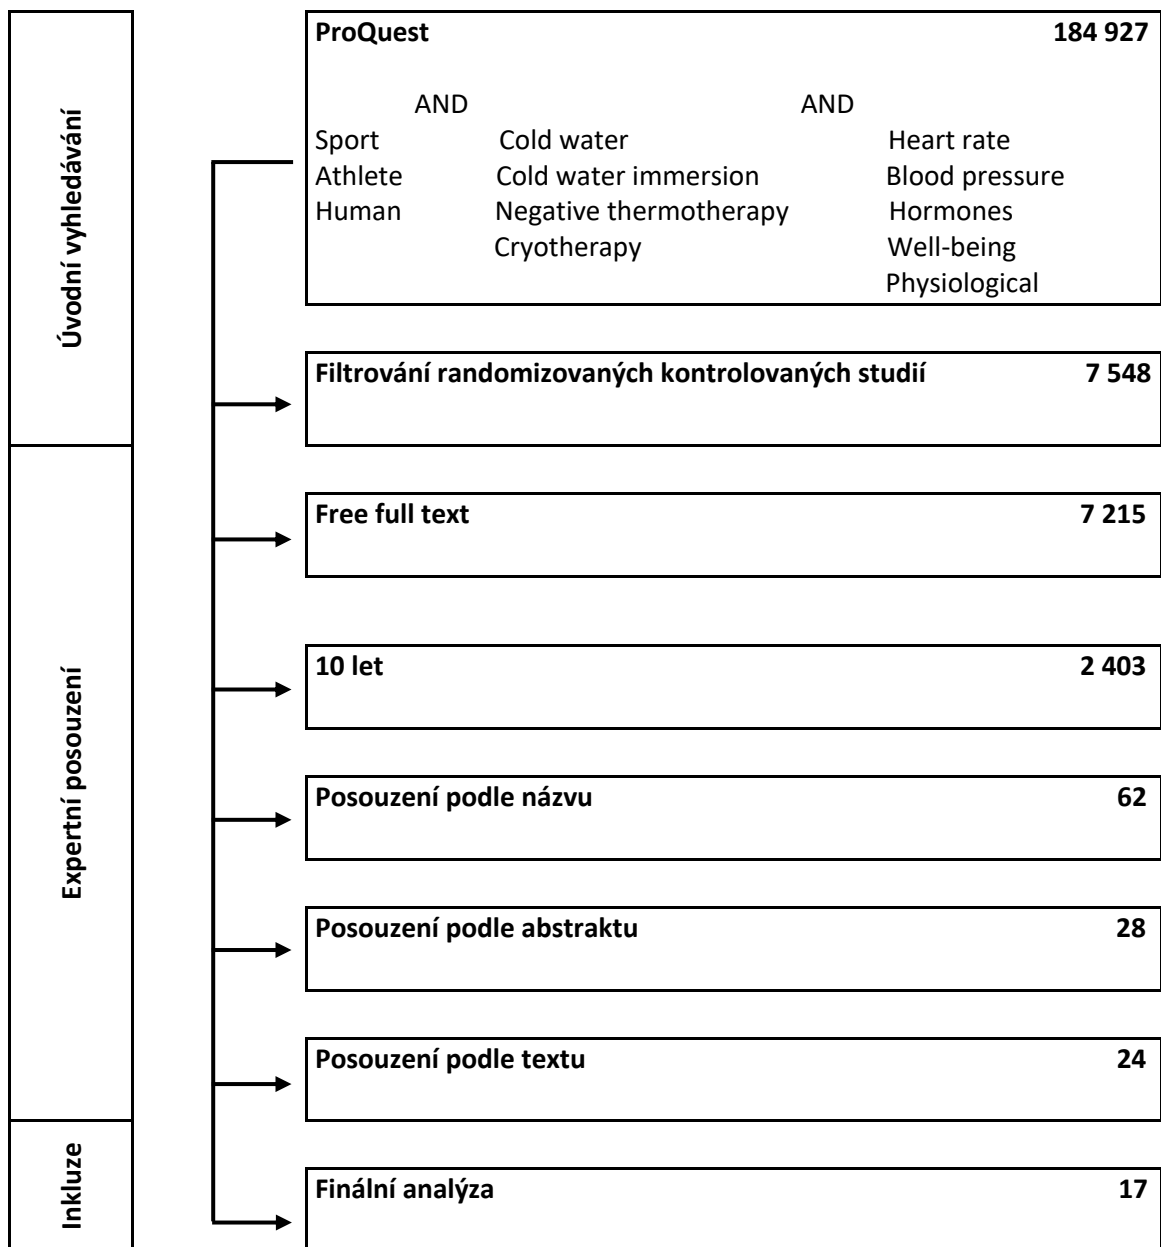 Úvodní vyhledávání
ProQuest 184 927
AND AND
Sport Cold water Heart rate
Athlete Cold water immersion Blood pressure
Human Negative thermotherapy Hormones
Cryotherapy Well-being
Physiological
Filtrování randomizovaných kontrolovaných studií 7 548
Expertní posouzení
Free full text 7 215
10 let 2 403
Posouzení podle názvu 62
Posouzení podle abstraktu 28
Posouzení podle textu 24
Inkluze
Finální analýza 17